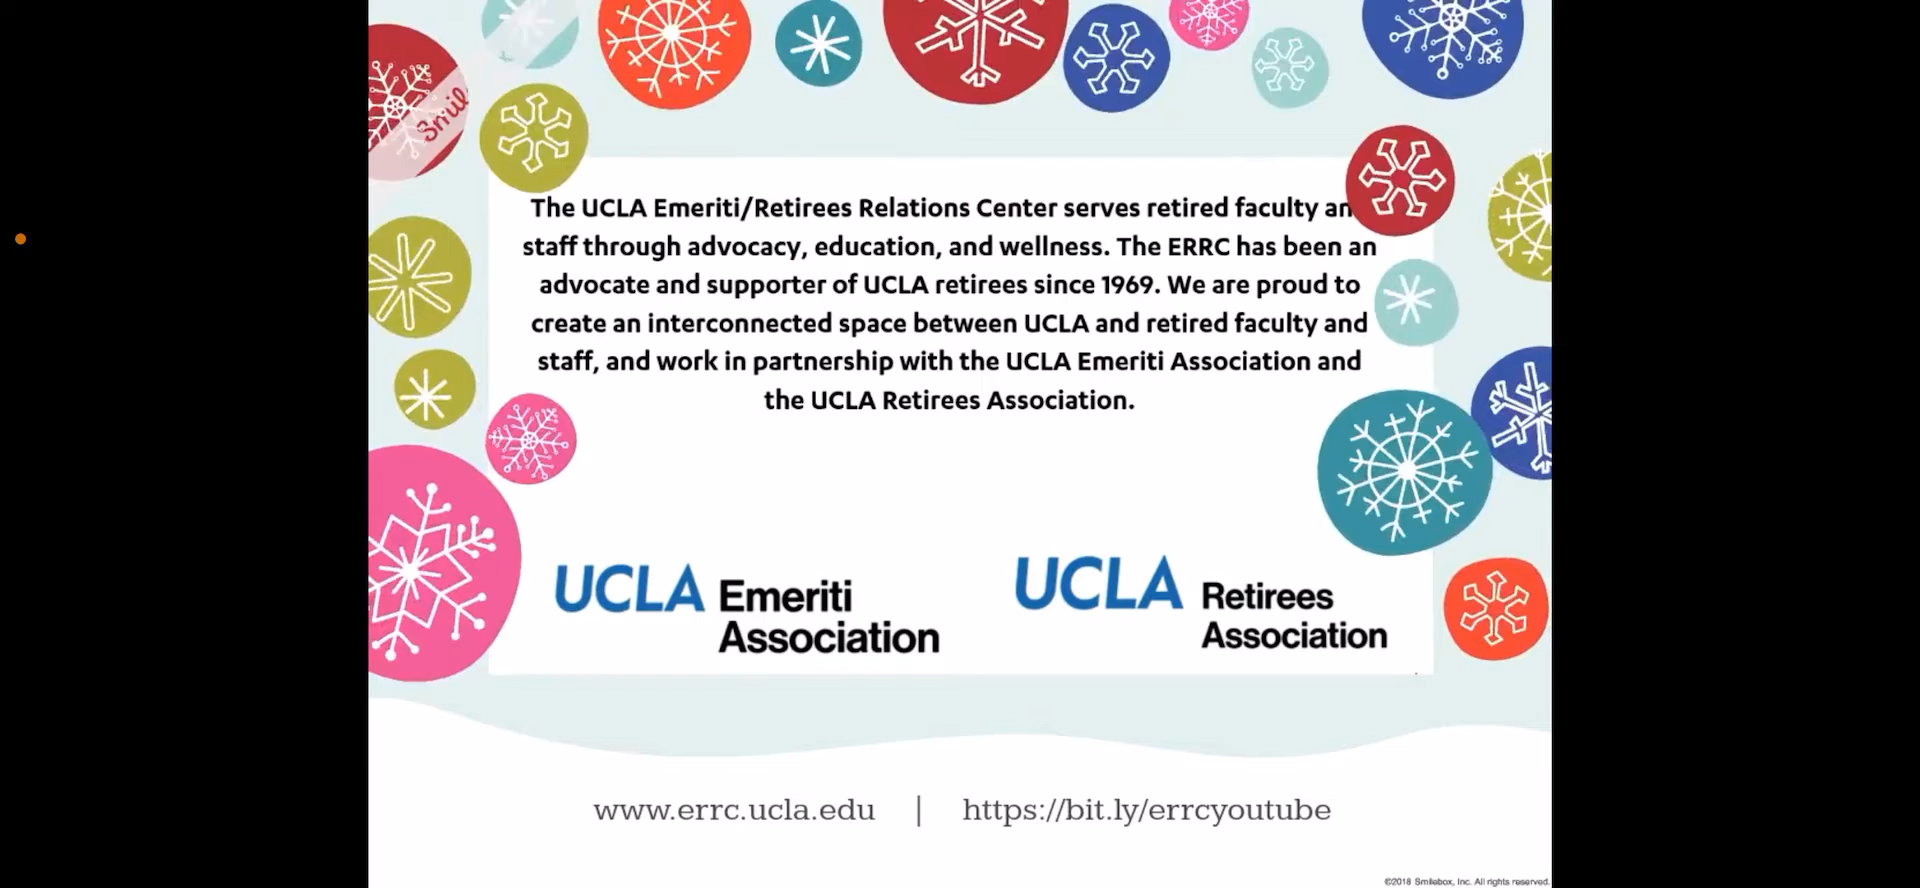 Smil
The UCLA Emeriti/Retirees Relations Center serves retired faculty an
staff through advocacy, education, and wellness. The ERRC has been an
advocate and supporter of UCLA retirees since 1969. We are proud to
create an interconnected space between UCLA and retired faculty and
staff, and work in partnership with the UCLA Emeriti Association and
the UCLA Retirees Association.
UCLA Emeriti
Association
UCLA Retirees
Association
www.errc.ucla.edu | https://bit.ly/errcyoutube
©2018 Smilebox, Inc. All rights reserved.